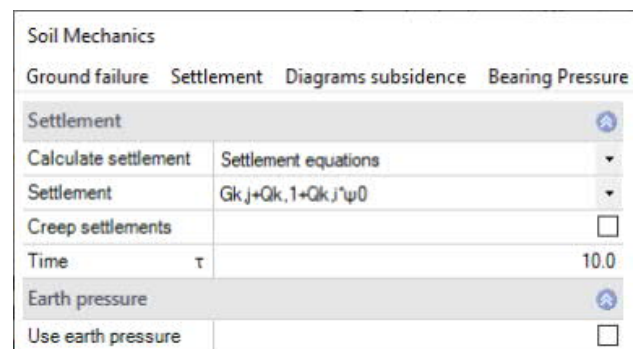 Soil Mechanics
Ground failure Settlement Diagrams subsidence Bearing Pressure
Settlement
Calculate settlement Settlement equations
Settlement Gk,j+Qk,1+Qk,i*ψ0
Creep settlements
Time τ 10.0
Earth pressure
Use earth pressure